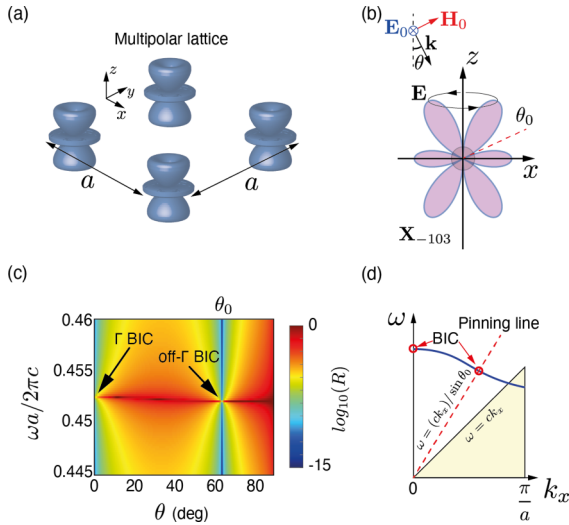 (a)
Multipolar lattice
z
y
x
a
a
(b)
E₀
H₀
k
θ
z
E
θ₀
x
X₋₁₀₃
(c)
θ₀
0.46
0.455
0.45
0.445
ωa/2πc
Γ BIC
off-Γ BIC
0
20
40
60
80
θ (deg)
0
-15
log₁₀(R)
(d)
ω
Pinning line
BIC
ω = (ckₓ)/ sin θ₀
ω = ckₓ
0
kₓ
π
a